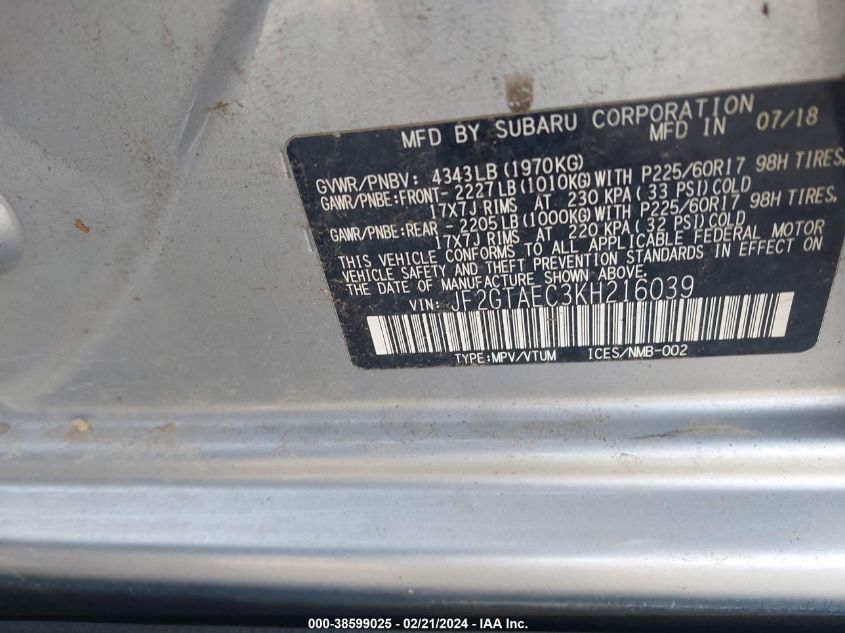 MFD BY SUBARU CORPORATION
MFD IN 07/18
GVWR/PNBV: 4343LB(1970KG)
GAWR/PNBE:FRONT-2227LB(1010KG)WITH P225/60R17 98H TIRES,
17X7J RIMS AT 230 KPA(33 PSI)COLD
GAWR/PNBE:REAR -2205LB(1000KG)WITH P225/60R17 98H TIRES,
17X7J RIMS AT 220 KPA(32 PSI)COLD
THIS VEHICLE CONFORMS TO ALL APPLICABLE FEDERAL MOTOR
VEHICLE SAFETY AND THEFT PREVENTION STANDARDS IN EFFECT ON
THE DATE OF MANUFACTURE SHOWN ABOVE.
VIN: JF2GTAEC3KH216039
TYPE:MPV/VTUM ICES/NMB-002
000-38599025 - 02/21/2024 - IAA Inc.